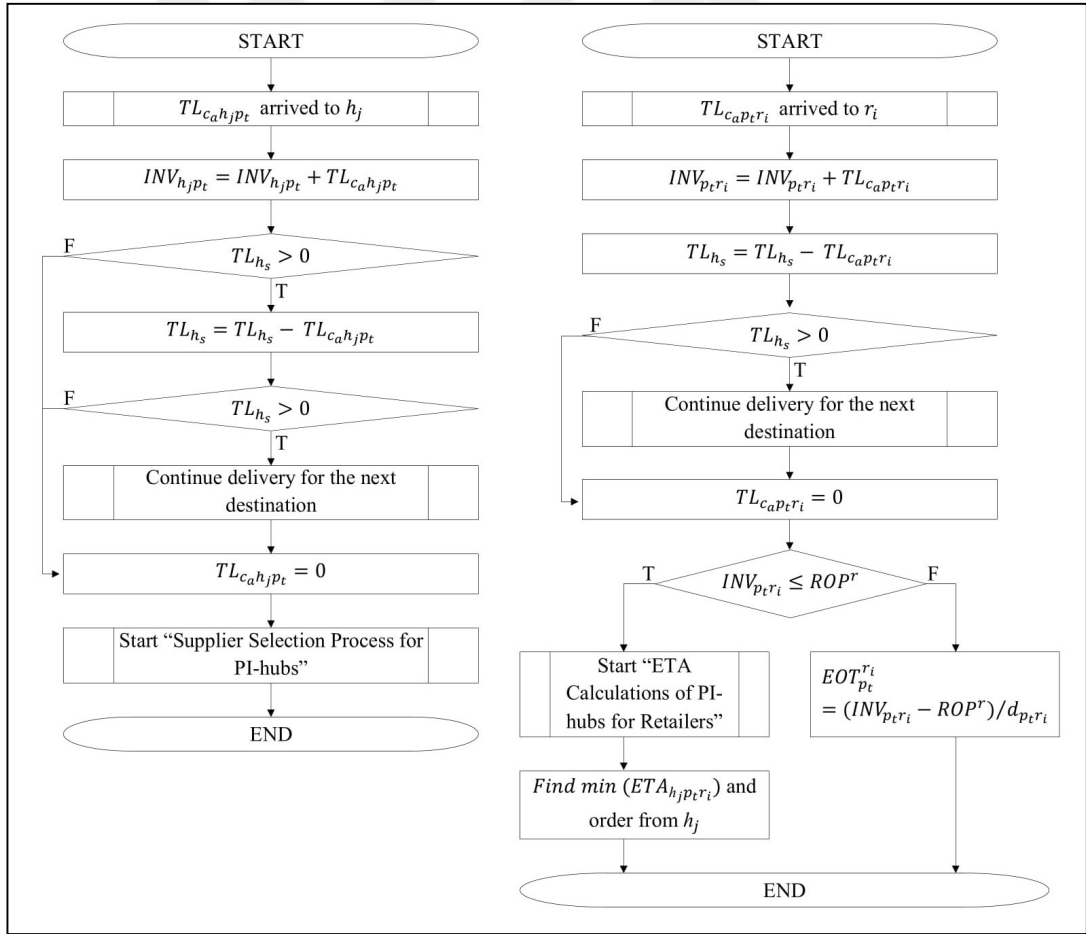 START
TL_{c_a h_j p_t} arrived to h_j
INV_{h_j p_t} = INV_{h_j p_t} + TL_{c_a h_j p_t}
F
TL_{h_s} > 0
T
TL_{h_s} = TL_{h_s} − TL_{c_a h_j p_t}
F
TL_{h_s} > 0
T
Continue delivery for the next
destination
TL_{c_a h_j p_t} = 0
Start “Supplier Selection Process for
PI-hubs”
END
START
TL_{c_a p_t r_i} arrived to r_i
INV_{p_t r_i} = INV_{p_t r_i} + TL_{c_a p_t r_i}
TL_{h_s} = TL_{h_s} − TL_{c_a p_t r_i}
F
TL_{h_s} > 0
T
Continue delivery for the next
destination
TL_{c_a p_t r_i} = 0
T
INV_{p_t r_i} ≤ ROP^r
F
Start “ETA
Calculations of PI-
hubs for Retailers”
Find min (ETA_{h_j p_t r_i}) and
order from h_j
EOT_{p_t}^{r_i}
= (INV_{p_t r_i} − ROP^r)/d_{p_t r_i}
END